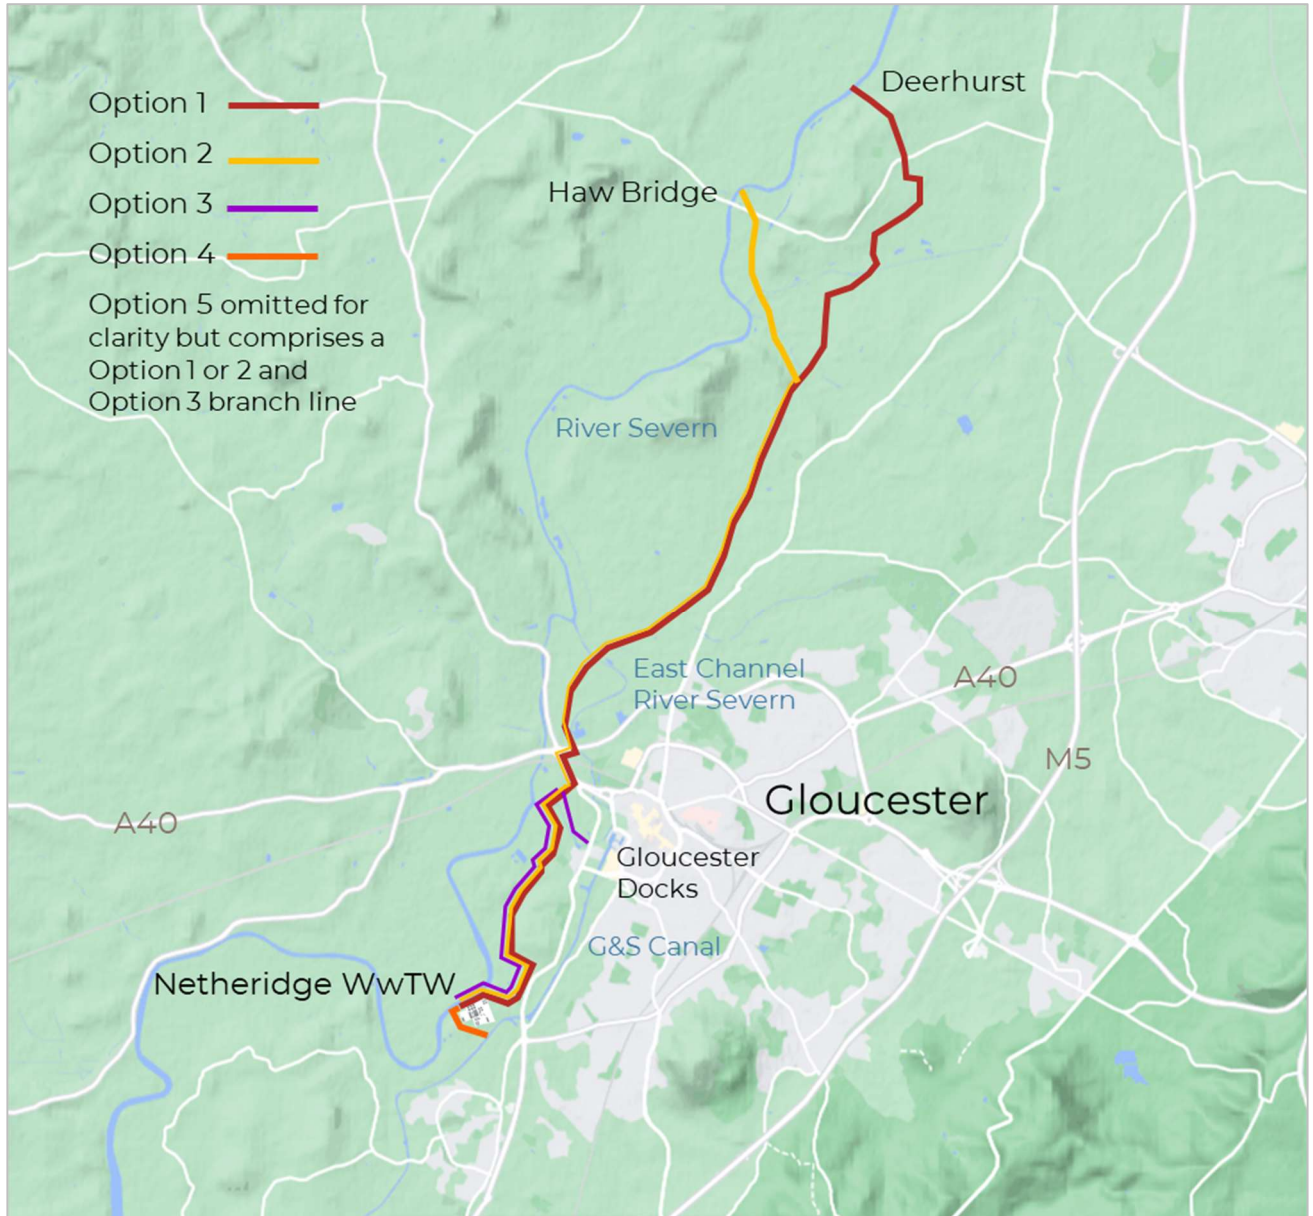 Deerhurst
Option 1
Option 2
Haw Bridge
Option 3
Option 4
Option 5 omitted for
clarity but comprises a
Option 1 or 2 and
Option 3 branch line
River Severn
East Channel
River Severn
A40
M5
Gloucester
A40
Gloucester
Docks
G&S Canal
Netheridge WwTW